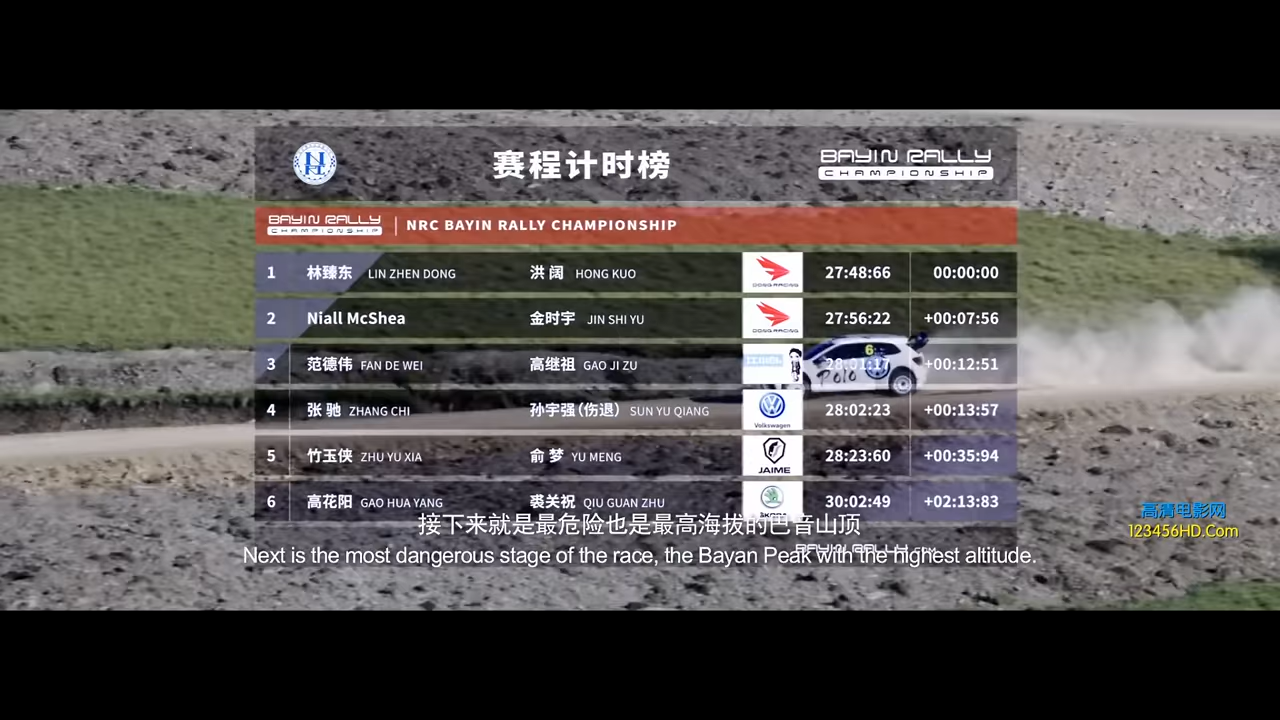 赛程计时榜
BAYIN RALLY
CHAMPIONSHIP
BAYIN RALLY
CHAMPIONSHIP
NRC BAYIN RALLY CHAMPIONSHIP
1 林臻东 LIN ZHEN DONG 洪 阔 HONG KUO 27:48:66 00:00:00
2 Niall McShea 金时宇 JIN SHI YU 27:56:22 +00:07:56
3 范德伟 FAN DE WEI 高继祖 GAO JI ZU 28:01:17 +00:12:51
4 张 驰 ZHANG CHI 孙宇强(伤退) SUN YU QIANG Volkswagen 28:02:23 +00:13:57
5 竹玉侠 ZHU YU XIA 俞 梦 YU MENG JAIME 28:23:60 +00:35:94
6 高花阳 GAO HUA YANG 裘关祝 QIU GUAN ZHU 30:02:49 +02:13:83
6
Polo
接下来就是最危险也是最高海拔的巴音山顶
Next is the most dangerous stage of the race, the Bayan Peak with the highest altitude.
高清电影网
123456HD.Com